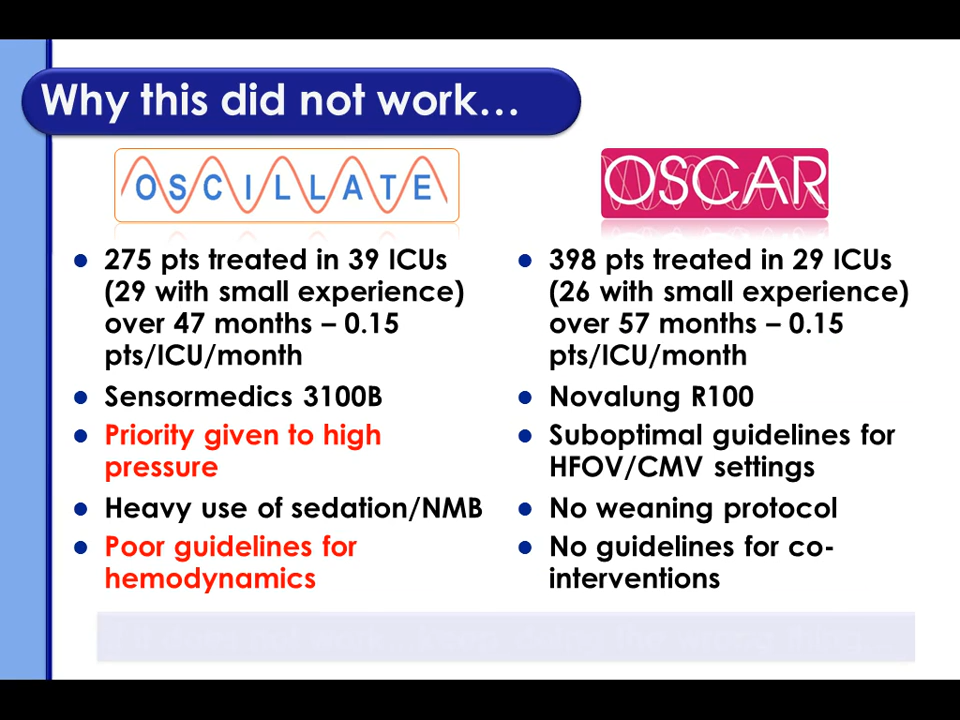 Why this did not work...
OSCILLATE
275 pts treated in 39 ICUs
(29 with small experience)
over 47 months – 0.15
pts/ICU/month
Sensormedics 3100B
Priority given to high
pressure
Heavy use of sedation/NMB
Poor guidelines for
hemodynamics
OSCAR
398 pts treated in 29 ICUs
(26 with small experience)
over 57 months – 0.15
pts/ICU/month
Novalung R100
Suboptimal guidelines for
HFOV/CMV settings
No weaning protocol
No guidelines for co-
interventions